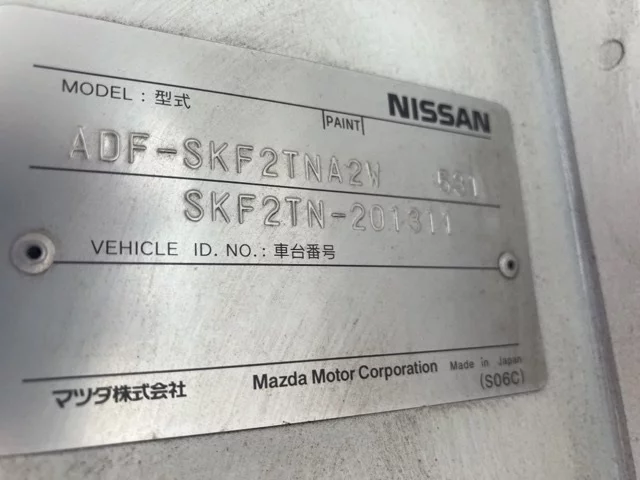 MODEL : 型式
PAINT
NISSAN
ADF-SKF2TNA2W
SKF2TN-201311
VEHICLE ID. NO. : 車台番号
マツダ株式会社
Mazda Motor Corporation
Made in Japan
(S06C)